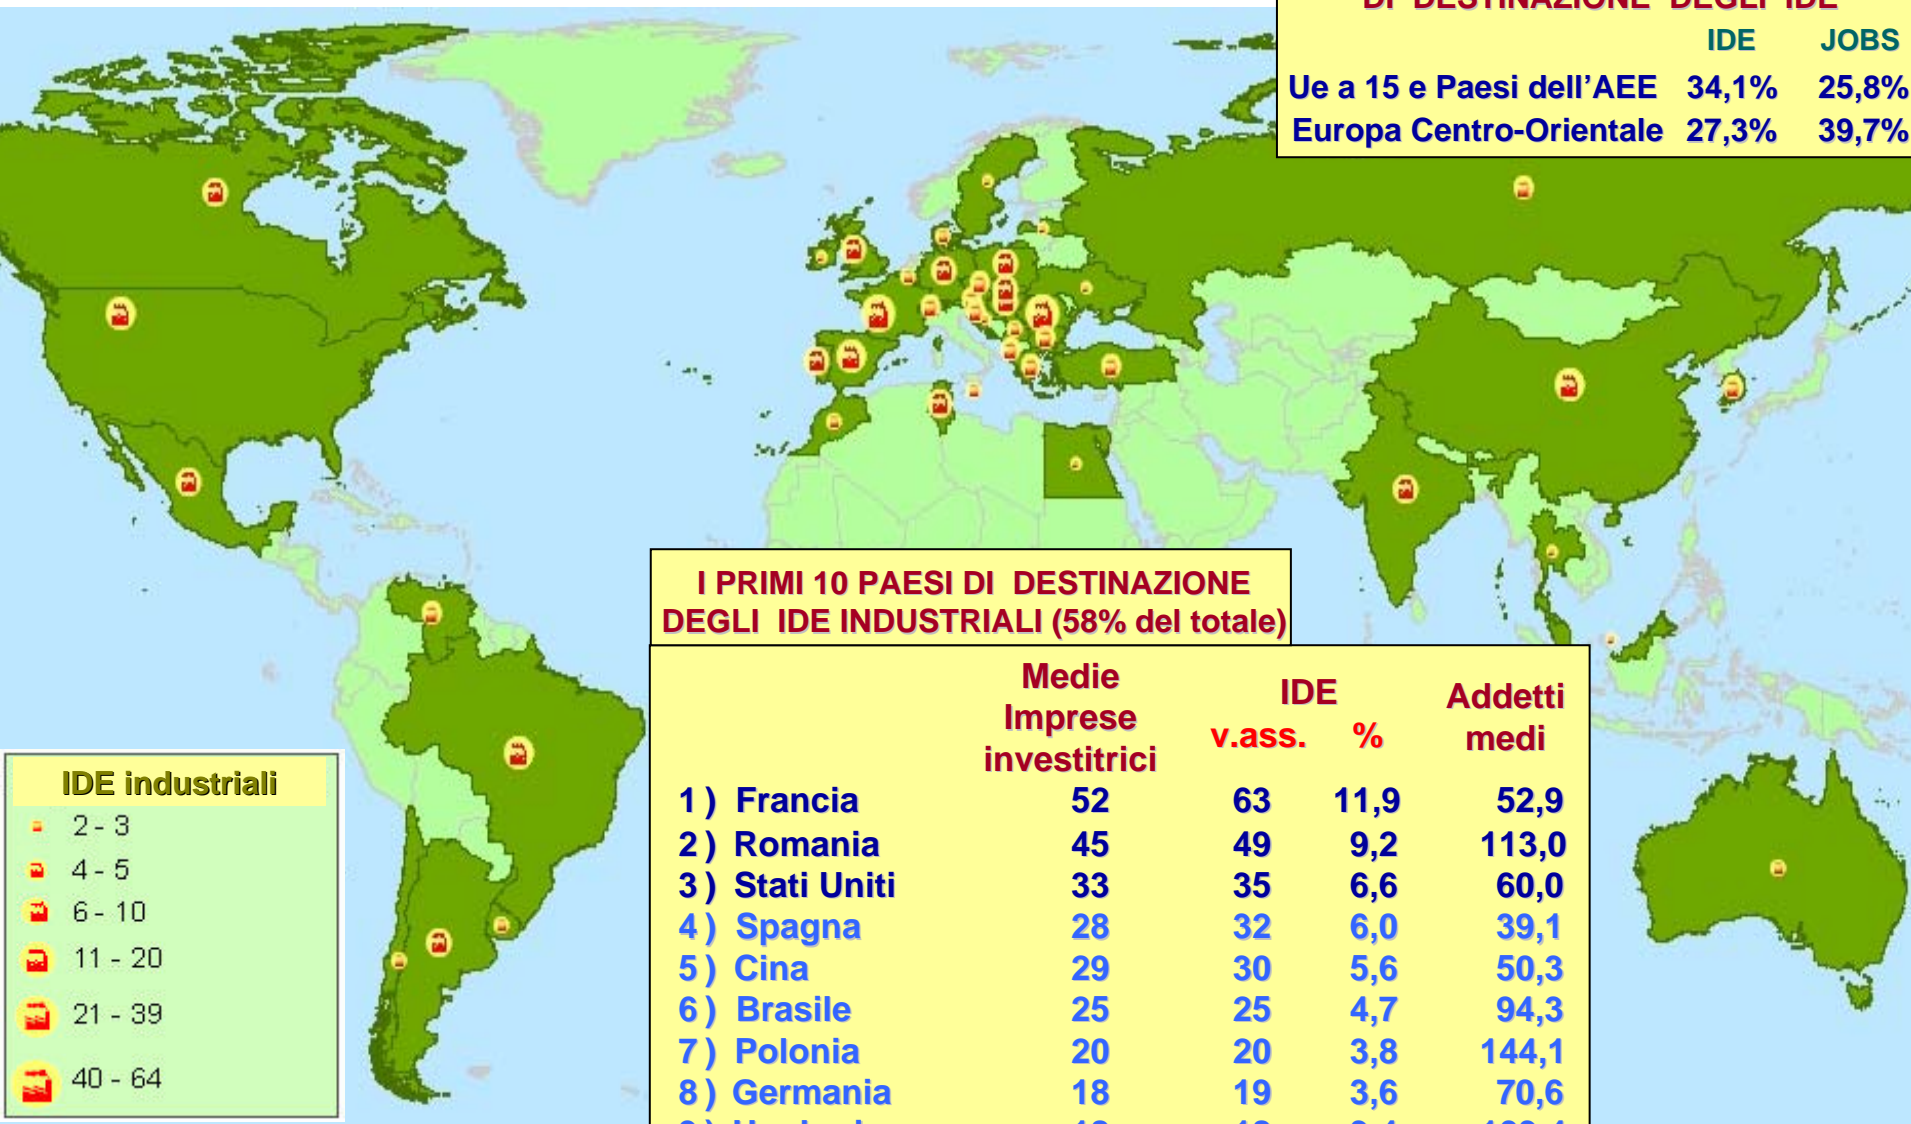 DI DESTINAZIONE DEGLI IDE
IDE JOBS
Ue a 15 e Paesi dell'AEE 34,1% 25,8%
Europa Centro-Orientale 27,3% 39,7%
I PRIMI 10 PAESI DI DESTINAZIONE
DEGLI IDE INDUSTRIALI (58% del totale)
Medie
Imprese
investitrici
IDE
v.ass. %
Addetti
medi
1) Francia 52 63 11,9 52,9
2) Romania 45 49 9,2 113,0
3) Stati Uniti 33 35 6,6 60,0
4) Spagna 28 32 6,0 39,1
5) Cina 29 30 5,6 50,3
6) Brasile 25 25 4,7 94,3
7) Polonia 20 20 3,8 144,1
8) Germania 18 19 3,6 70,6
IDE industriali
2 - 3
4 - 5
6 - 10
11 - 20
21 - 39
40 - 64